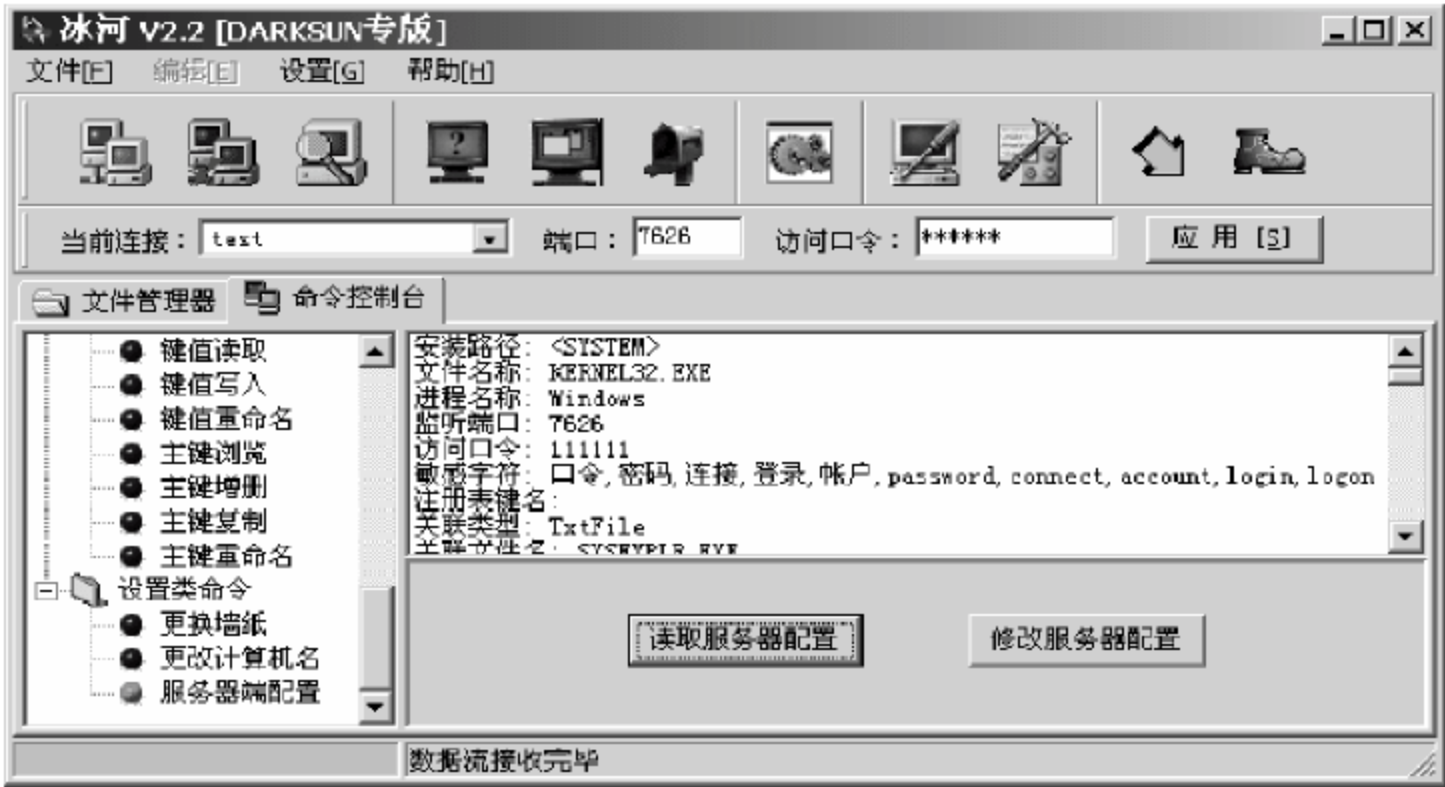 冰河 V2.2 [DARKSUN专版]
文件[F] 编辑[E] 设置[G] 帮助[H]
?
当前连接： test 端口： 7626 访问口令： ****** 应 用 [S]
文件管理器 命令控制台
键值读取
键值写入
键值重命名
主键浏览
主键增删
主键复制
主键重命名
设置类命令
更换墙纸
更改计算机名
服务器端配置
安装路径: <SYSTEM>
文件名称: KERNEL32.EXE
进程名称: Windows
监听端口: 7626
访问口令: 111111
敏感字符: 口令,密码,连接,登录,帐户,password,connect,account,login,logon
注册表键名:
关联类型: TxtFile
关联文件名: SYSEXPLR.EXE
读取服务器配置 修改服务器配置
数据流接收完毕